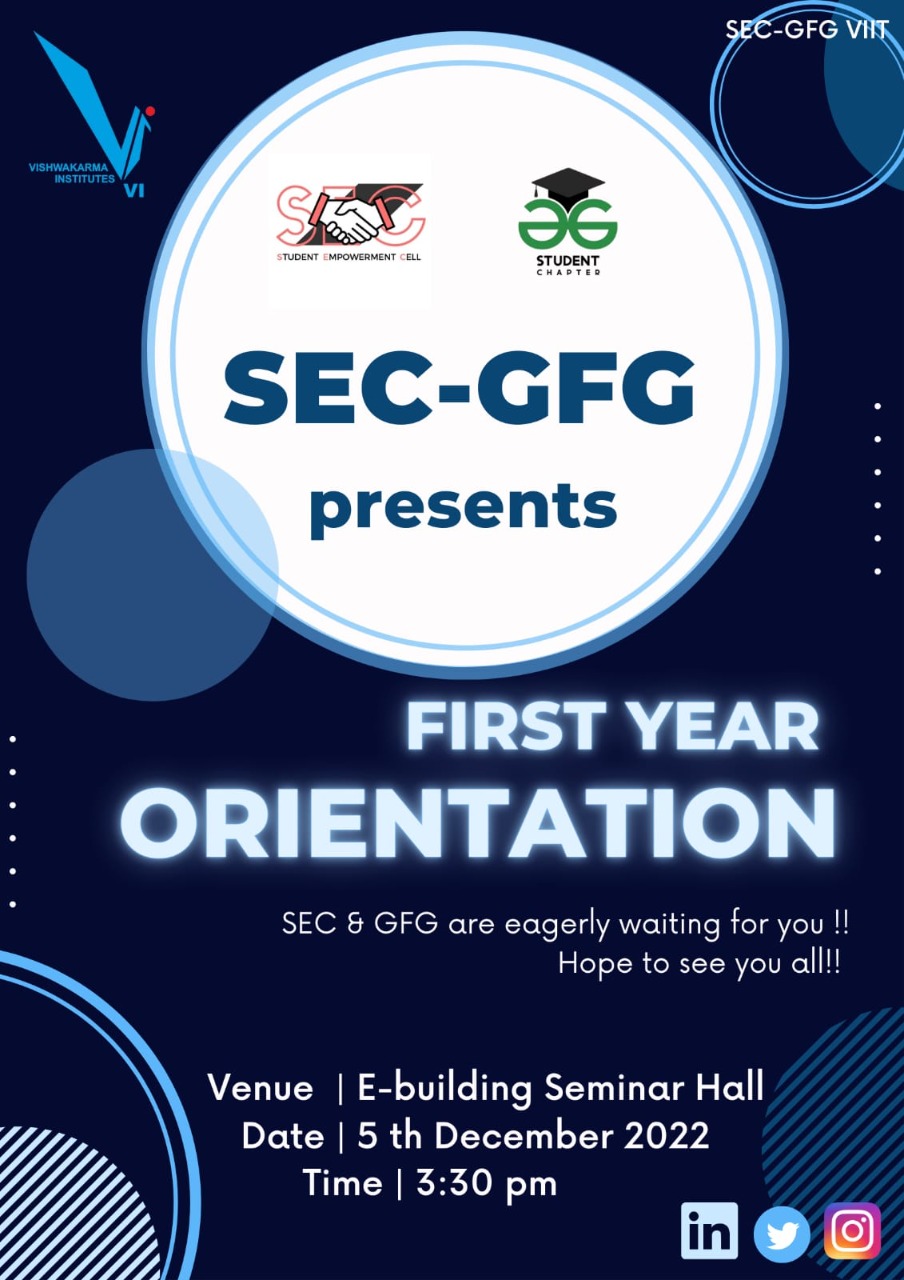 SEC-GFG VIIT
VISHWAKARMA
INSTITUTES
VI
SEC
STUDENT EMPOWERMENT CELL
STUDENT
CHAPTER
SEC-GFG
presents
FIRST YEAR
ORIENTATION
SEC & GFG are eagerly waiting for you !!
Hope to see you all!!
Venue | E-building Seminar Hall
Date | 5 th December 2022
Time | 3:30 pm
in